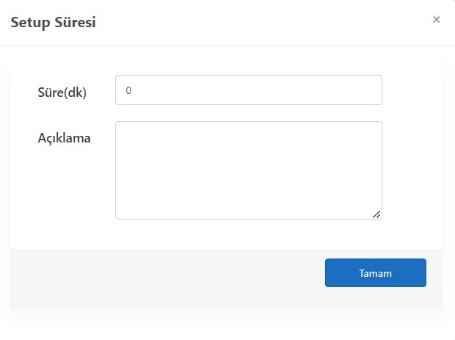 Setup Süresi
×
Süre(dk)
0
Açıklama
Tamam